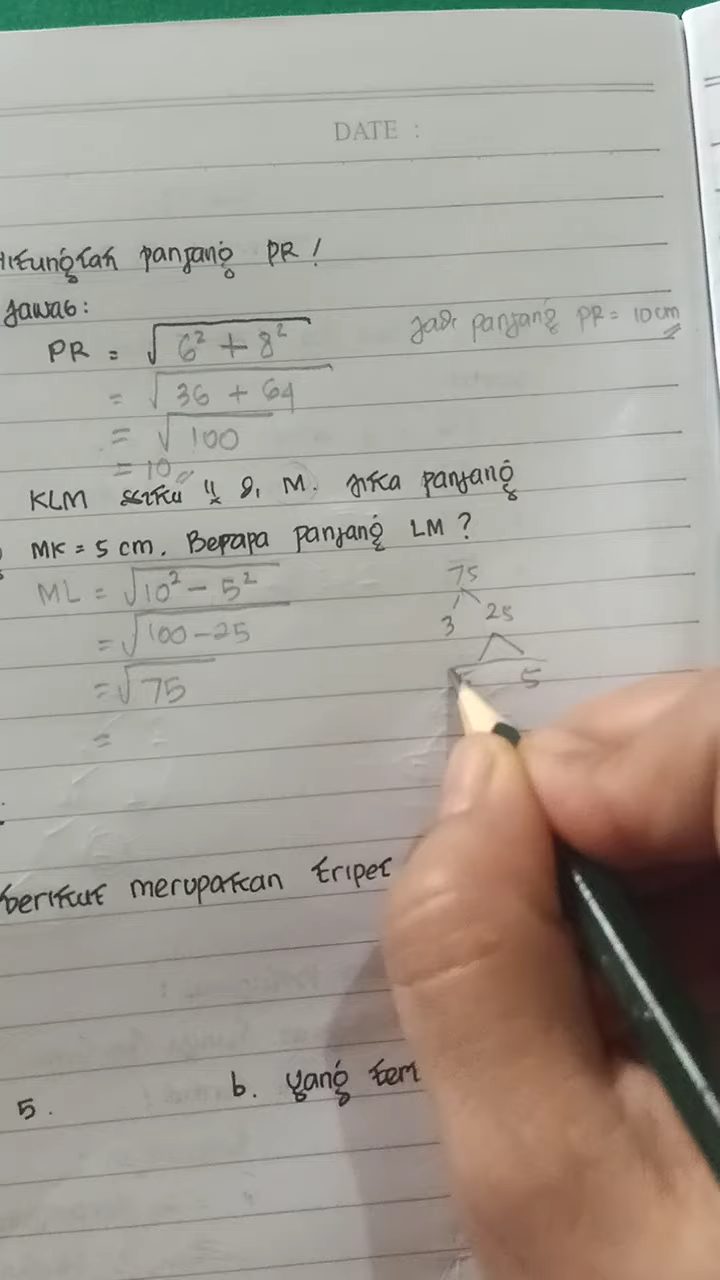 DATE :
Hitunglah panjang PR !
Jawab:
PR = √6² + 8²
Jadi panjang PR = 10 cm
= √36 + 64
= √100
= 10
KLM siku² di M. Jika panjang
MK = 5 cm. Berapa panjang LM ?
ML = √10² - 5²
= √100 - 25
= √75
=
75
3 25
5
berikut merupakan tripel
5.
b. yang